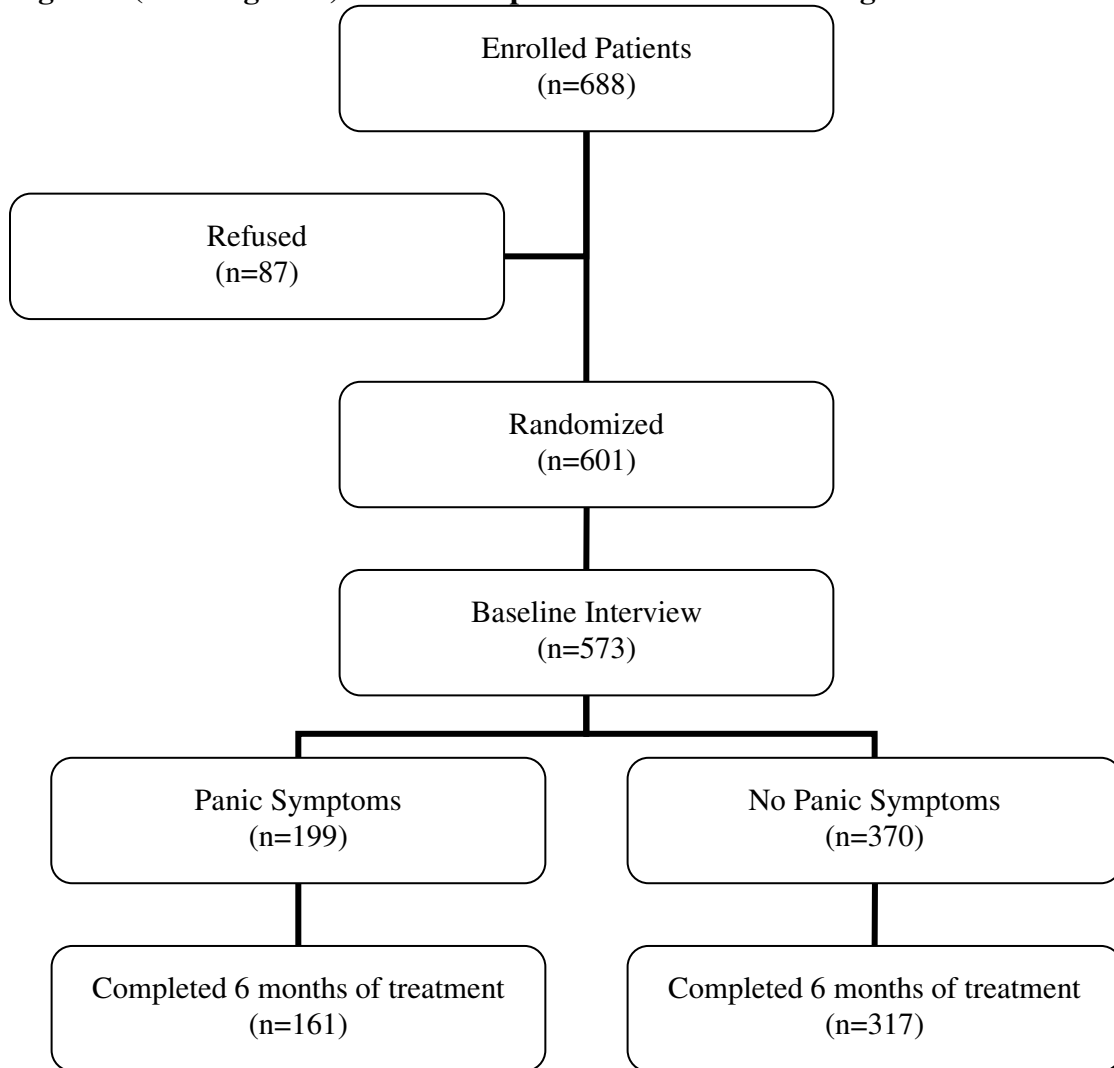 Enrolled Patients
(n=688)
Refused
(n=87)
Randomized
(n=601)
Baseline Interview
(n=573)
Panic Symptoms
(n=199)
No Panic Symptoms
(n=370)
Completed 6 months of treatment
(n=161)
Completed 6 months of treatment
(n=317)